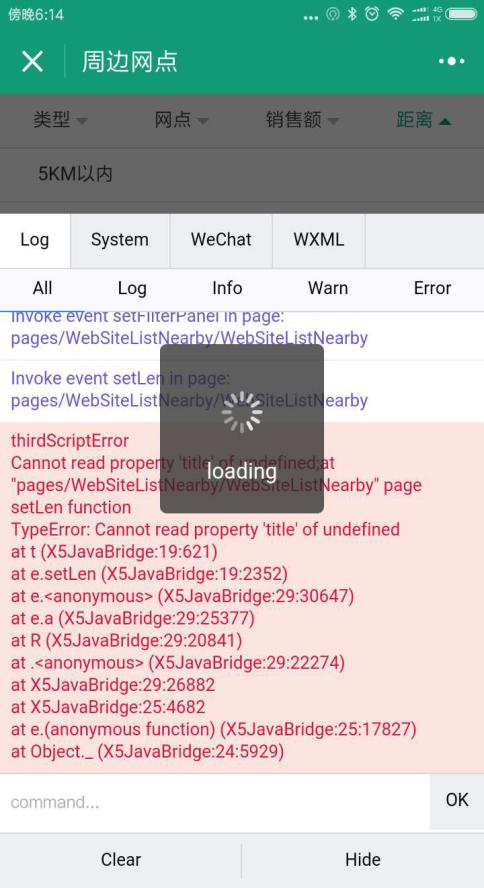 傍晚6:14
4G
1X
周边网点
类型 网点 销售额 距离
5KM以内
Log System WeChat WXML
All Log Info Warn Error
Invoke event setFilterPanel in page:
pages/WebSiteListNearby/WebSiteListNearby
Invoke event setLen in page:
pages/WebSiteListNearby/WebSiteListNearby
thirdScriptError
Cannot read property 'title' of undefined;at
"pages/WebSiteListNearby/WebSiteListNearby" page
setLen function
TypeError: Cannot read property 'title' of undefined
at t (X5JavaBridge:19:621)
at e.setLen (X5JavaBridge:19:2352)
at e.<anonymous> (X5JavaBridge:29:30647)
at e.a (X5JavaBridge:29:25377)
at R (X5JavaBridge:29:20841)
at .<anonymous> (X5JavaBridge:29:22274)
at X5JavaBridge:29:26882
at X5JavaBridge:25:4682
at e.(anonymous function) (X5JavaBridge:25:17827)
at Object._ (X5JavaBridge:24:5929)
loading
command... OK
Clear Hide